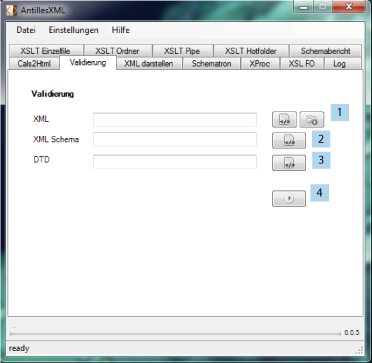 AntillesXML
Datei Einstellungen Hilfe
XSLT Einzelfile XSLT Ordner XSLT Pipe XSLT Hotfolder Schemabericht
Cals2Html Validierung XML darstellen Schematron XProc XSL FO Log
Validierung
XML 1
XML Schema 2
DTD 3
4
...
0.0.5
ready